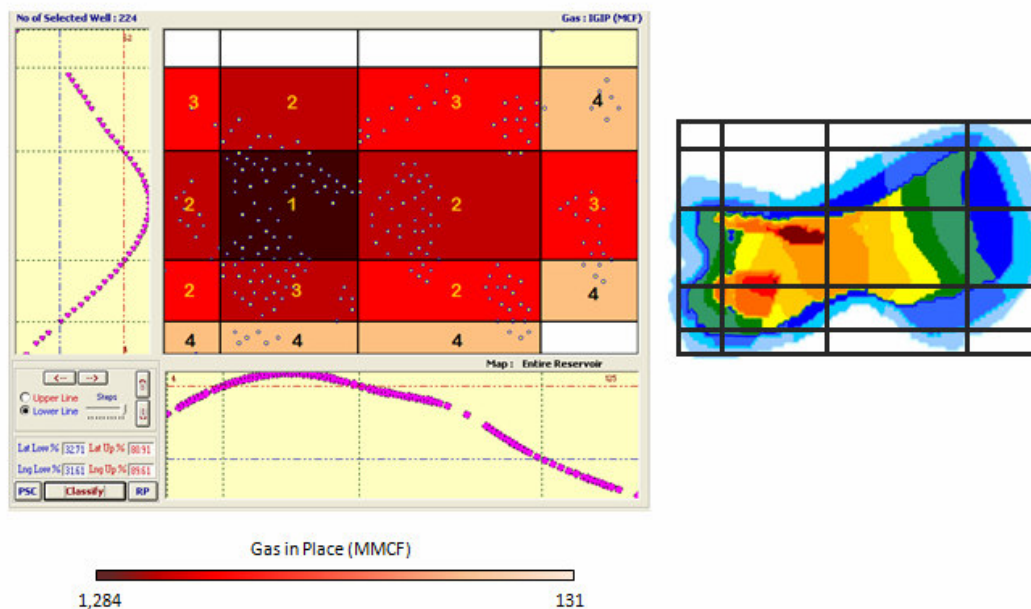 No of Selected Well : 224
Gas : IGIP (MCF)
52
3 2 3 4
2 1 2 3
2 3 2 4
4 4 4
Map : Entire Reservoir
4 125
<-- -->
Upper Line Steps
Lower Line
Lat Low % 32.71 Lat Up % 80.91
Lng Low % 31.61 Lng Up % 89.61
PSC Classify RP
Gas in Place (MMCF)
1,284 131